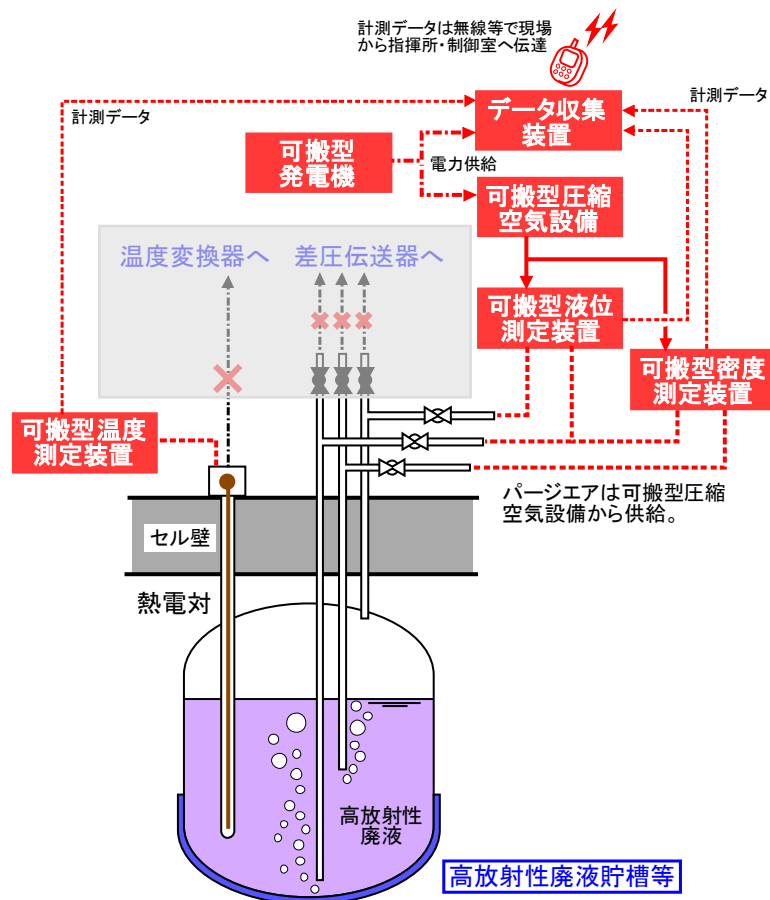 計測データは無線等で現場
から指揮所・制御室へ伝達
計測データ
データ収集
装置
計測データ
可搬型
発電機
電力供給
可搬型圧縮
空気設備
温度変換器へ
差圧伝送器へ
可搬型液位
測定装置
可搬型密度
測定装置
可搬型温度
測定装置
パージエアは可搬型圧縮
空気設備から供給。
セル壁
熱電対
高放射性
廃液
高放射性廃液貯槽等